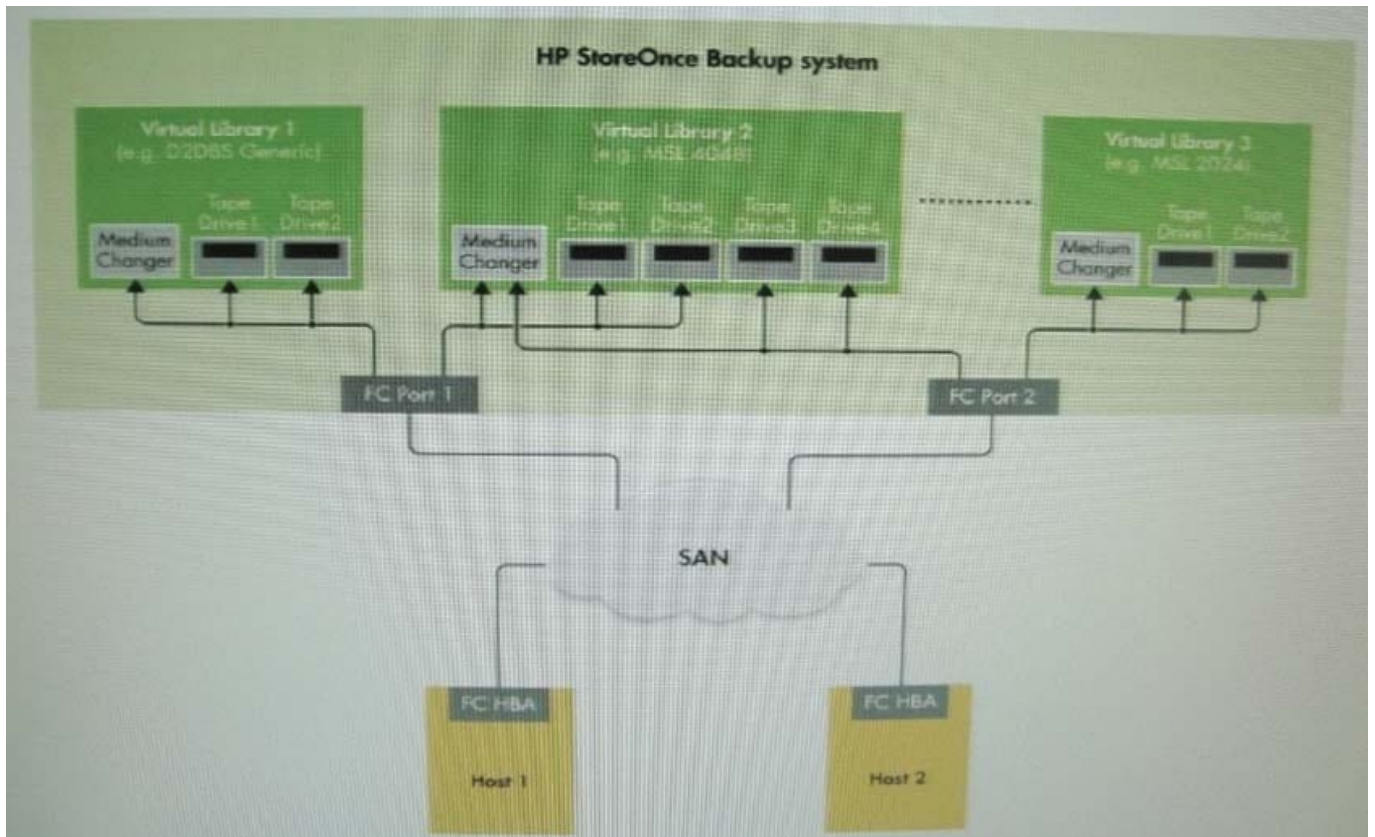 HP StoreOnce Backup system
Virtual Library 1
(e.g. D2DBS Generic)
Tape Drive1
Tape Drive2
Medium Changer
Virtual Library 2
(e.g. MSL 4048)
Tape Drive1
Tape Drive2
Tape Drive3
Tape Drive4
Medium Changer
Virtual Library 3
(e.g. MSL 2024)
Tape Drive1
Tape Drive2
Medium Changer
FC Port 1
FC Port 2
SAN
FC HBA
Host 1
FC HBA
Host 2